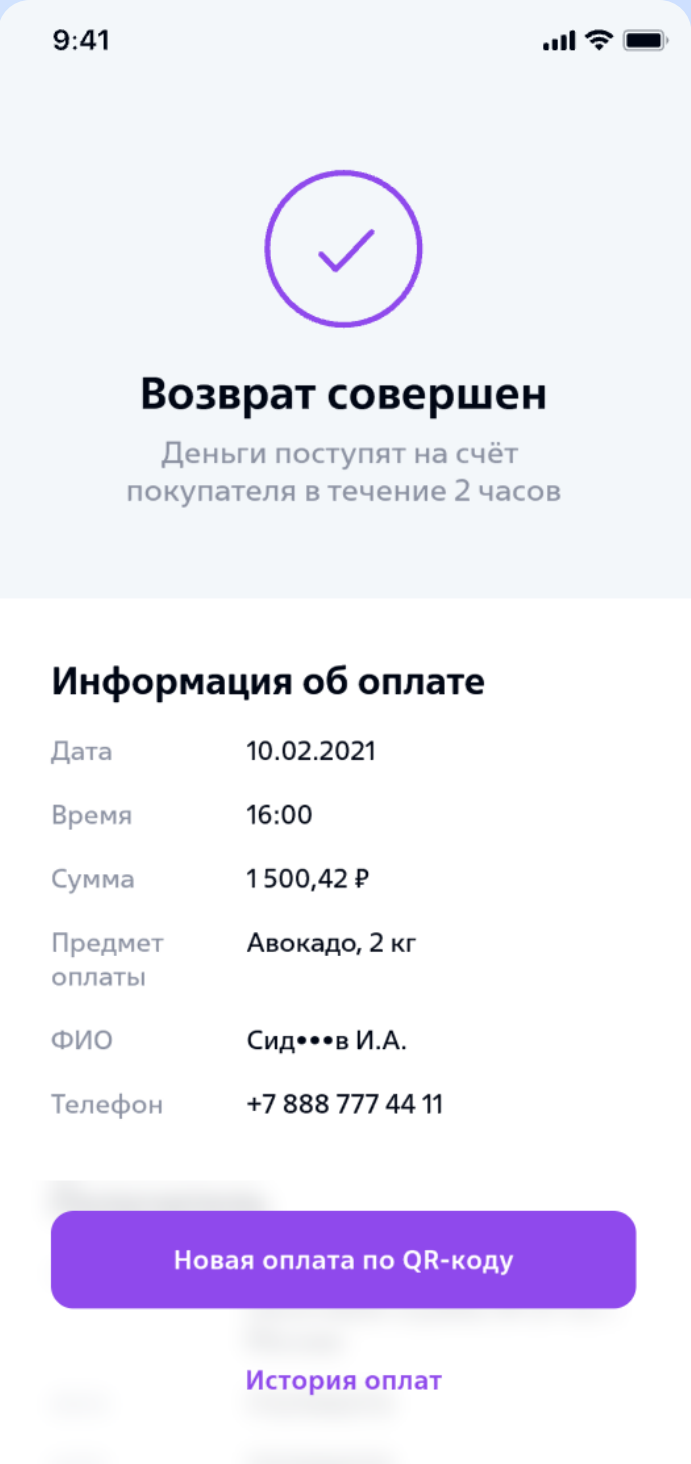 9:41
Возврат совершен
Деньги поступят на счёт
покупателя в течение 2 часов
Информация об оплате
Дата 10.02.2021
Время 16:00
Сумма 1 500,42 ₽
Предмет Авокадо, 2 кг
оплаты
ФИО Сид•••в И.А.
Телефон +7 888 777 44 11
Новая оплата по QR-коду
История оплат